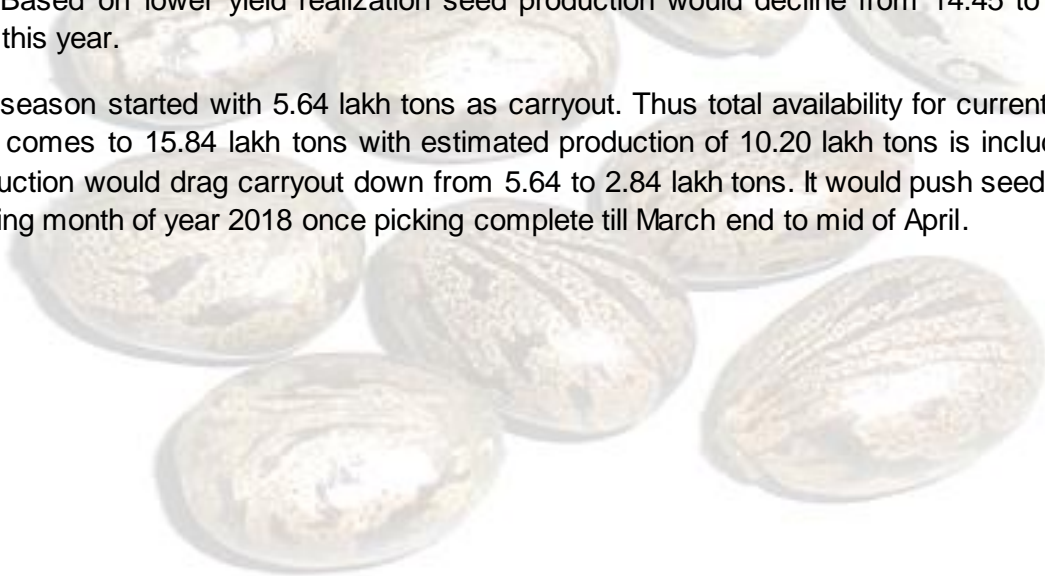 Based on lower yield realization seed production would decline from 14.45 to
this year.
season started with 5.64 lakh tons as carryout. Thus total availability for current
comes to 15.84 lakh tons with estimated production of 10.20 lakh tons is inclu
uction would drag carryout down from 5.64 to 2.84 lakh tons. It would push seed
ing month of year 2018 once picking complete till March end to mid of April.